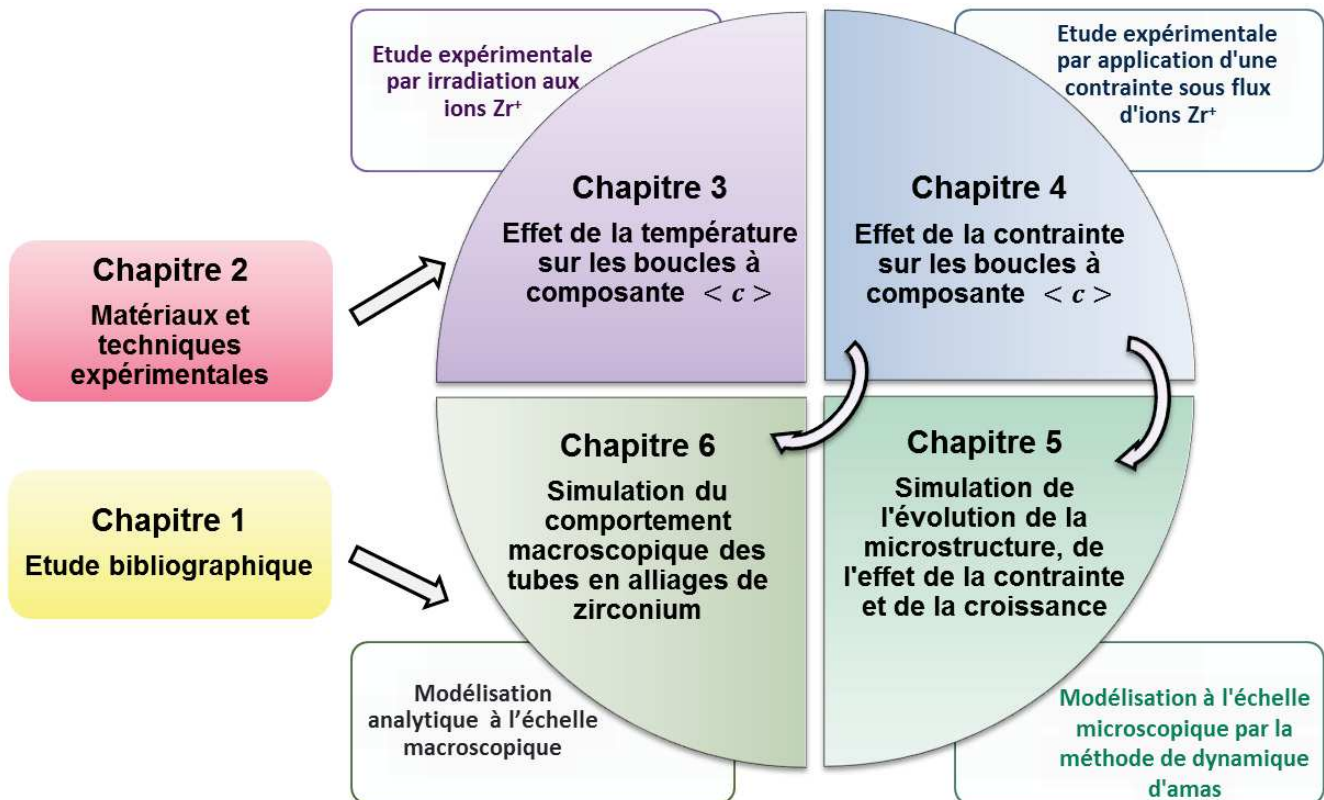 Etude expérimentale
par irradiation aux
ions Zr⁺
Etude expérimentale
par application d'une
contrainte sous flux
d'ions Zr⁺
Chapitre 3
Effet de la température
sur les boucles à
composante < c >
Chapitre 4
Effet de la contrainte
sur les boucles à
composante < c >
Chapitre 2
Matériaux et
techniques
expérimentales
Chapitre 1
Etude bibliographique
Chapitre 6
Simulation du
comportement
macroscopique des
tubes en alliages de
zirconium
Chapitre 5
Simulation de
l'évolution de la
microstructure, de
l'effet de la contrainte
et de la croissance
Modélisation
analytique à l’échelle
macroscopique
Modélisation à l'échelle
microscopique par la
méthode de dynamique
d'amas